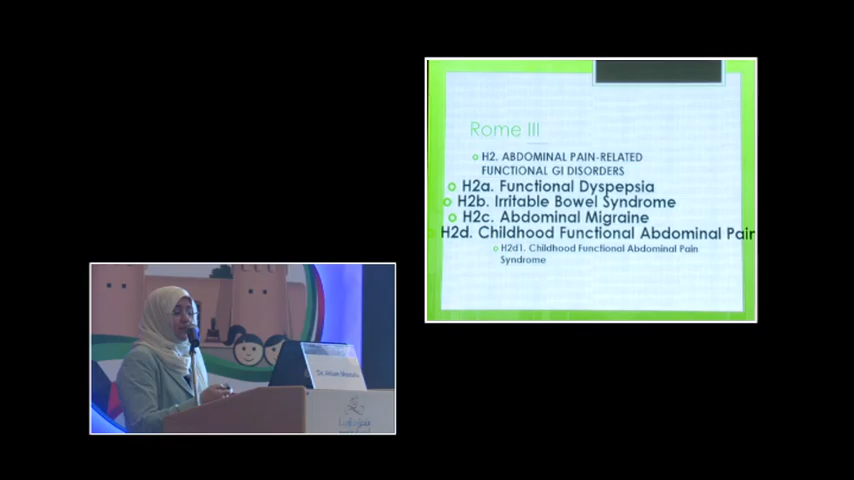 Rome III
H2. ABDOMINAL PAIN-RELATED
FUNCTIONAL GI DISORDERS
H2a. Functional Dyspepsia
H2b. Irritable Bowel Syndrome
H2c. Abdominal Migraine
H2d. Childhood Functional Abdominal Pain
H2d1. Childhood Functional Abdominal Pain
Syndrome